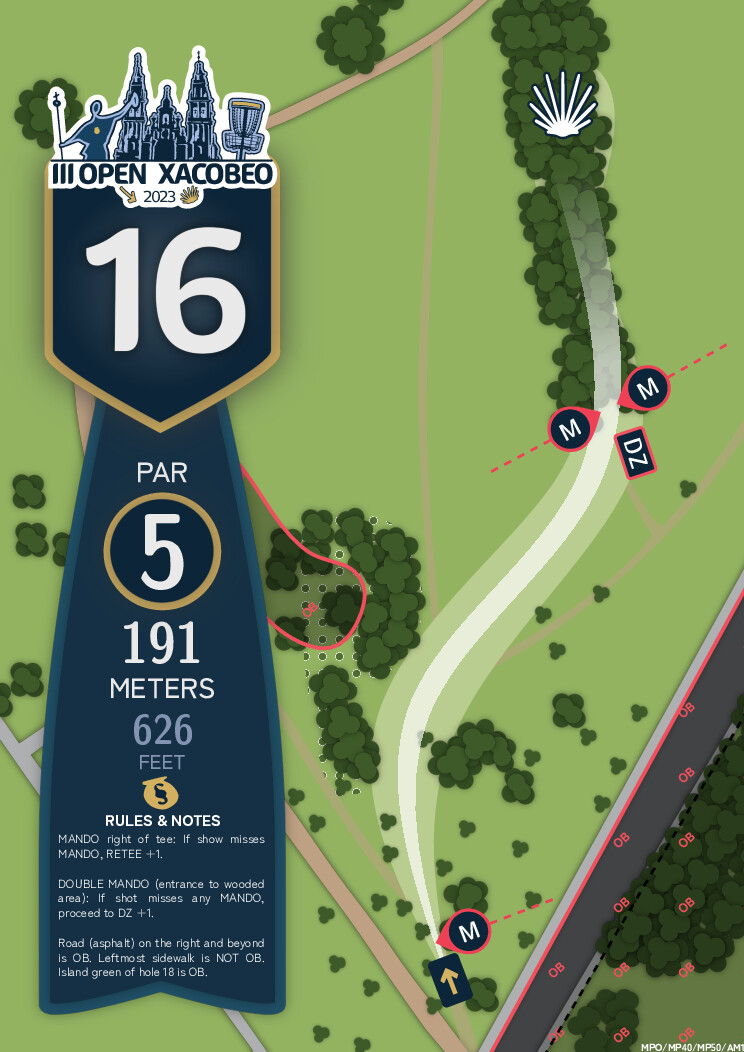 III OPEN XACOBEO
2023
16
PAR
5
191
METERS
626
FEET
RULES & NOTES
MANDO right of tee: If show misses
MANDO, RETEE +1.
DOUBLE MANDO (entrance to wooded
area): If shot misses any MANDO,
proceed to DZ +1.
Road (asphalt) on the right and beyond
is OB. Leftmost sidewalk is NOT OB.
Island green of hole 18 is OB.
M
M
DZ
OB
OB
OB
OB
OB
OB
OB
M
OB
OB
OB
OB
OB
MPO/MP40/MP50/AM1